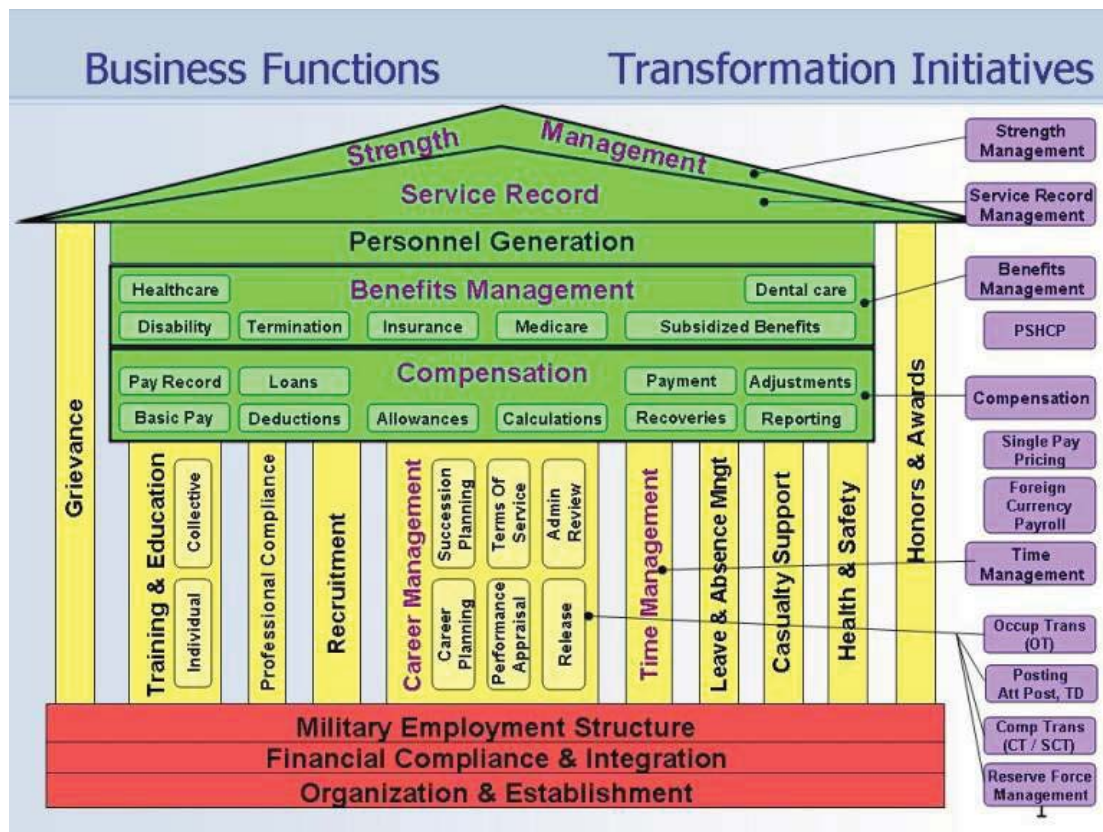 Business Functions
Transformation Initiatives
Strength Management
Service Record
Personnel Generation
Benefits Management
Healthcare
Dental care
Disability
Termination
Insurance
Medicare
Subsidized Benefits
Compensation
Pay Record
Loans
Payment
Adjustments
Basic Pay
Deductions
Allowances
Calculations
Recoveries
Reporting
Grievance
Training & Education
Collective
Individual
Professional Compliance
Recruitment
Career Management
Succession
Planning
Terms Of
Service
Admin
Review
Career
Planning
Performance
Appraisal
Release
Time Management
Leave & Absence Mngt
Casualty Support
Health & Safety
Honors & Awards
Military Employment Structure
Financial Compliance & Integration
Organization & Establishment
Strength
Management
Service Record
Management
Benefits
Management
PSHCP
Compensation
Single Pay
Pricing
Foreign
Currency
Payroll
Time
Management
Occup Trans
(OT)
Posting
Att Post, TD
Comp Trans
(CT / SCT)
Reserve Force
Management
1